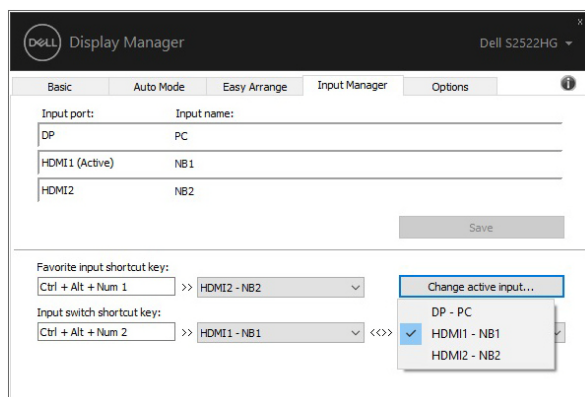 x
DELL Display Manager Dell S2522HG
Basic Auto Mode Easy Arrange Input Manager Options i
Input port: Input name:
DP PC
HDMI1 (Active) NB1
HDMI2 NB2
Save
Favorite input shortcut key:
Ctrl + Alt + Num 1 >> HDMI2 - NB2 Change active input...
Input switch shortcut key:
Ctrl + Alt + Num 2 >> HDMI1 - NB1 <<>>
DP - PC
HDMI1 - NB1
HDMI2 - NB2